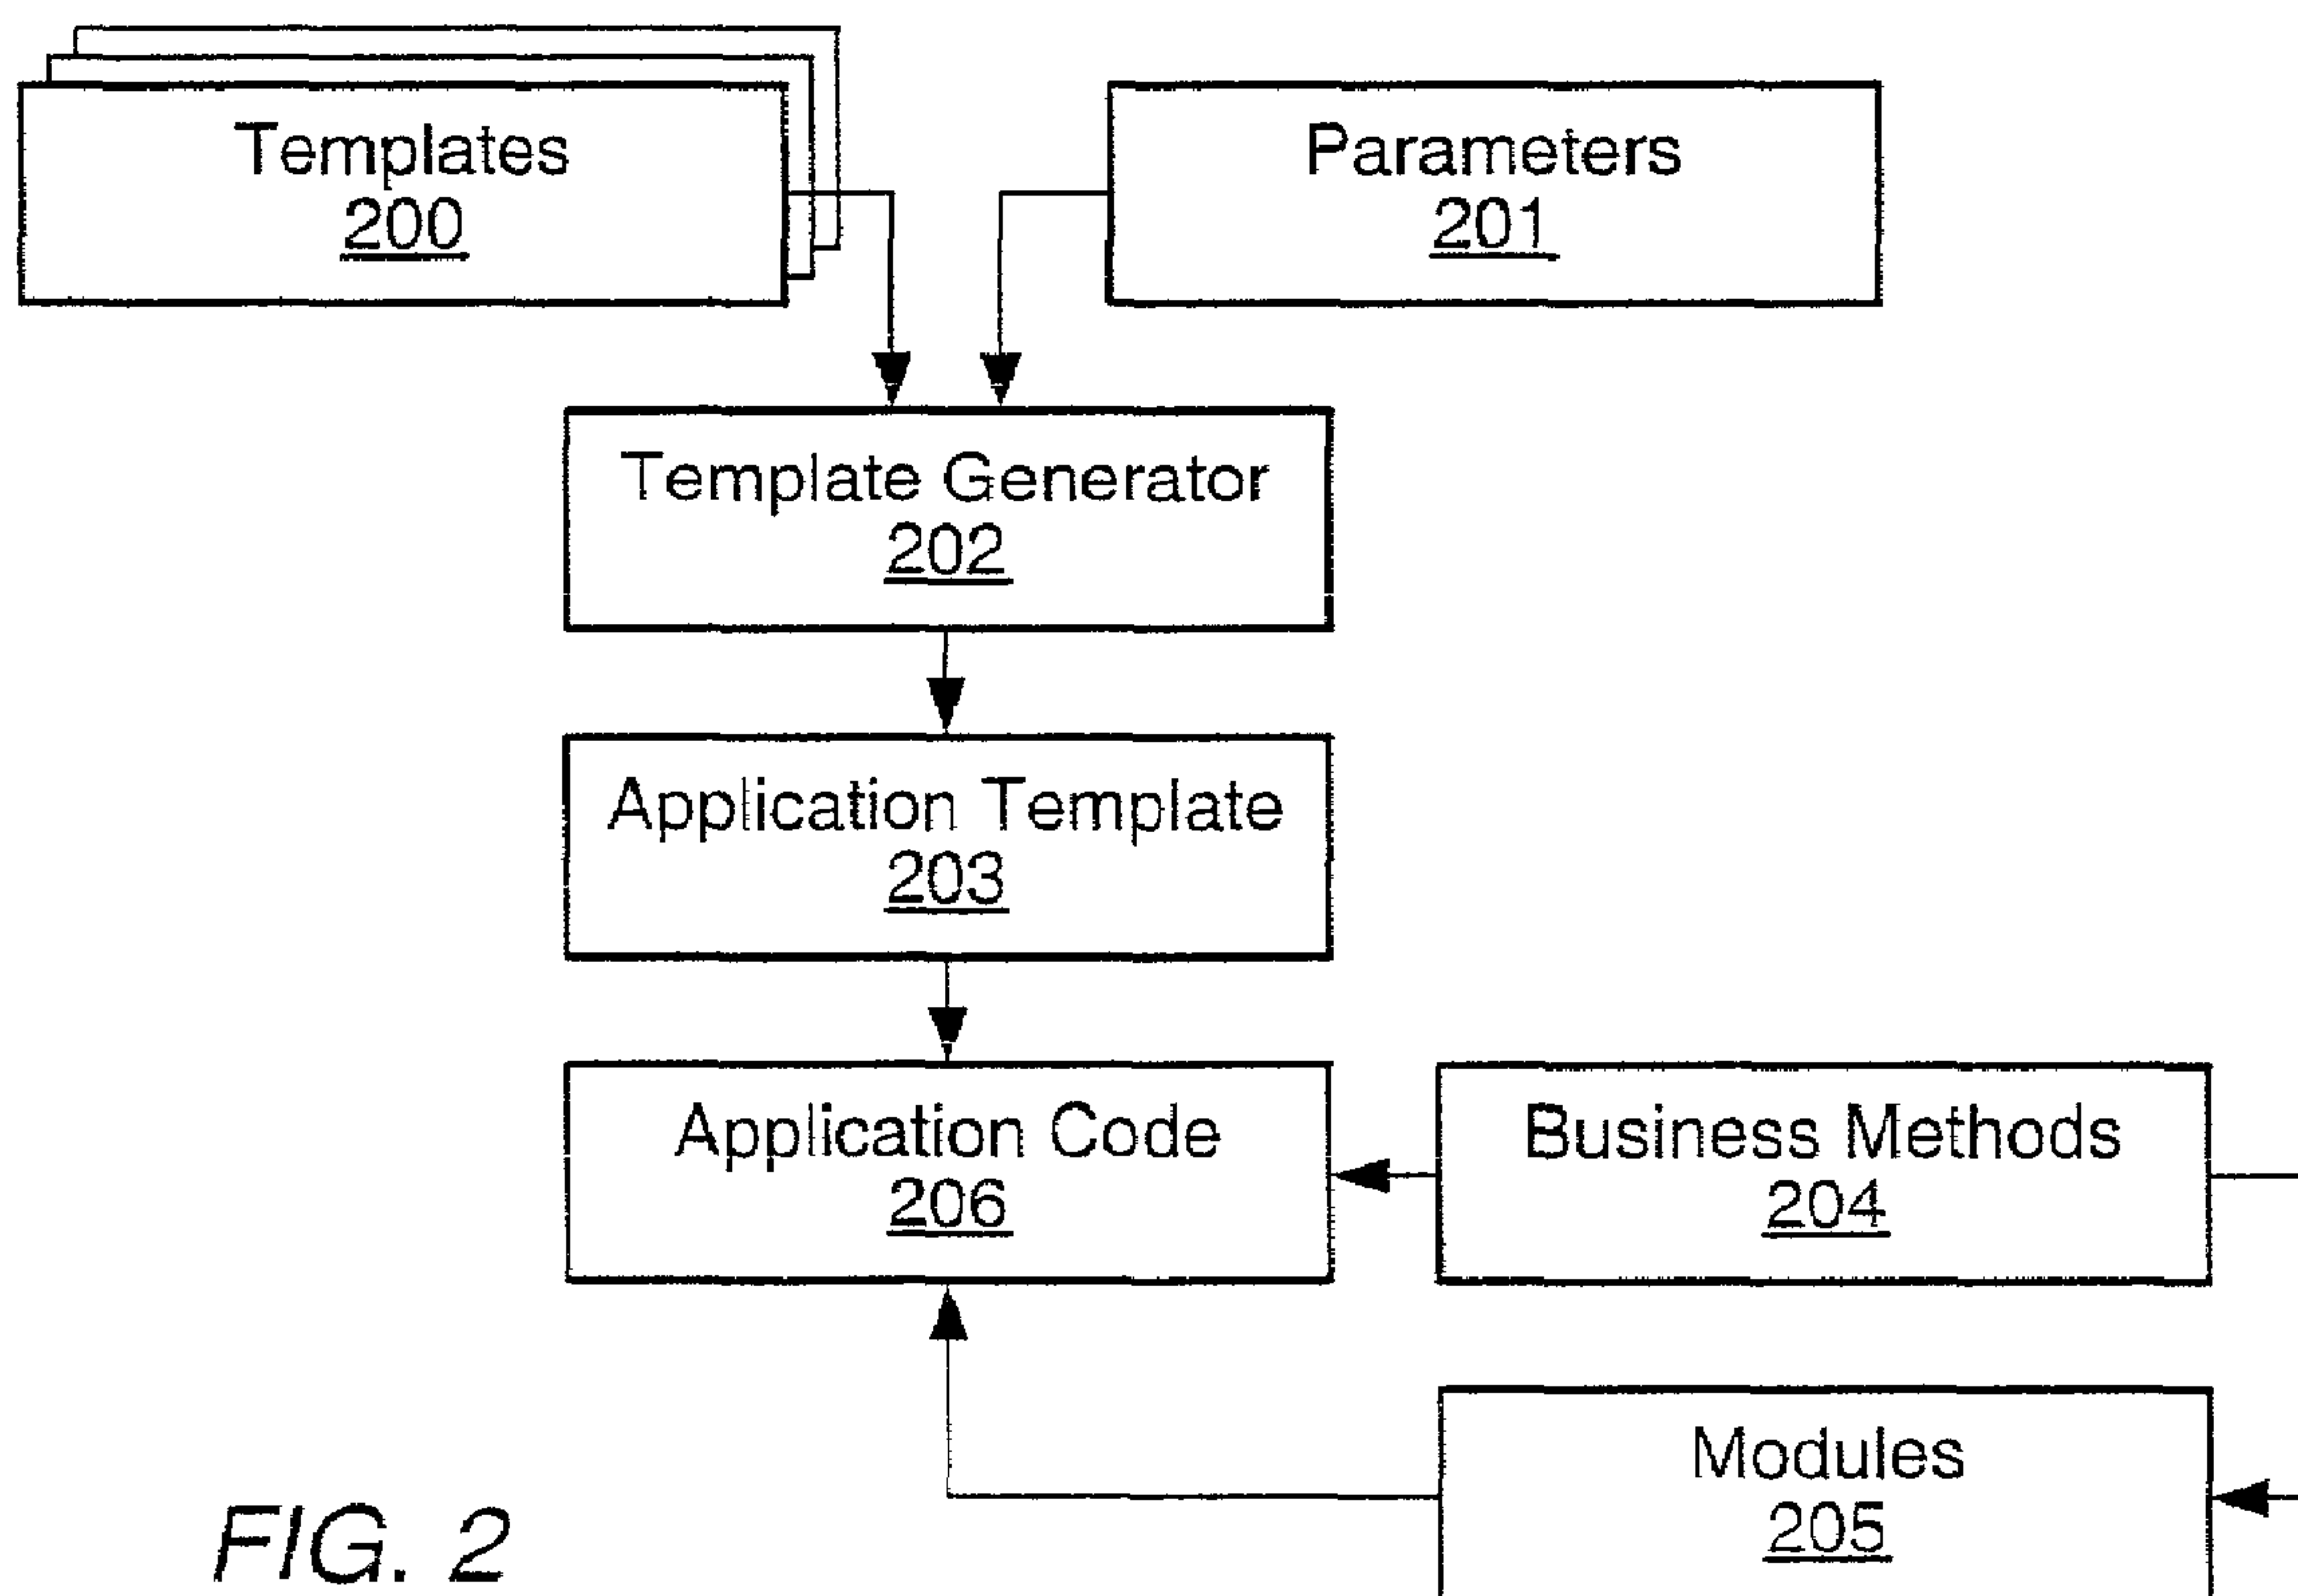 Templates
200
Parameters
201
Template Generator
202
Application Template
203
Application Code
206
Business Methods
204
Modules
205
FIG. 2